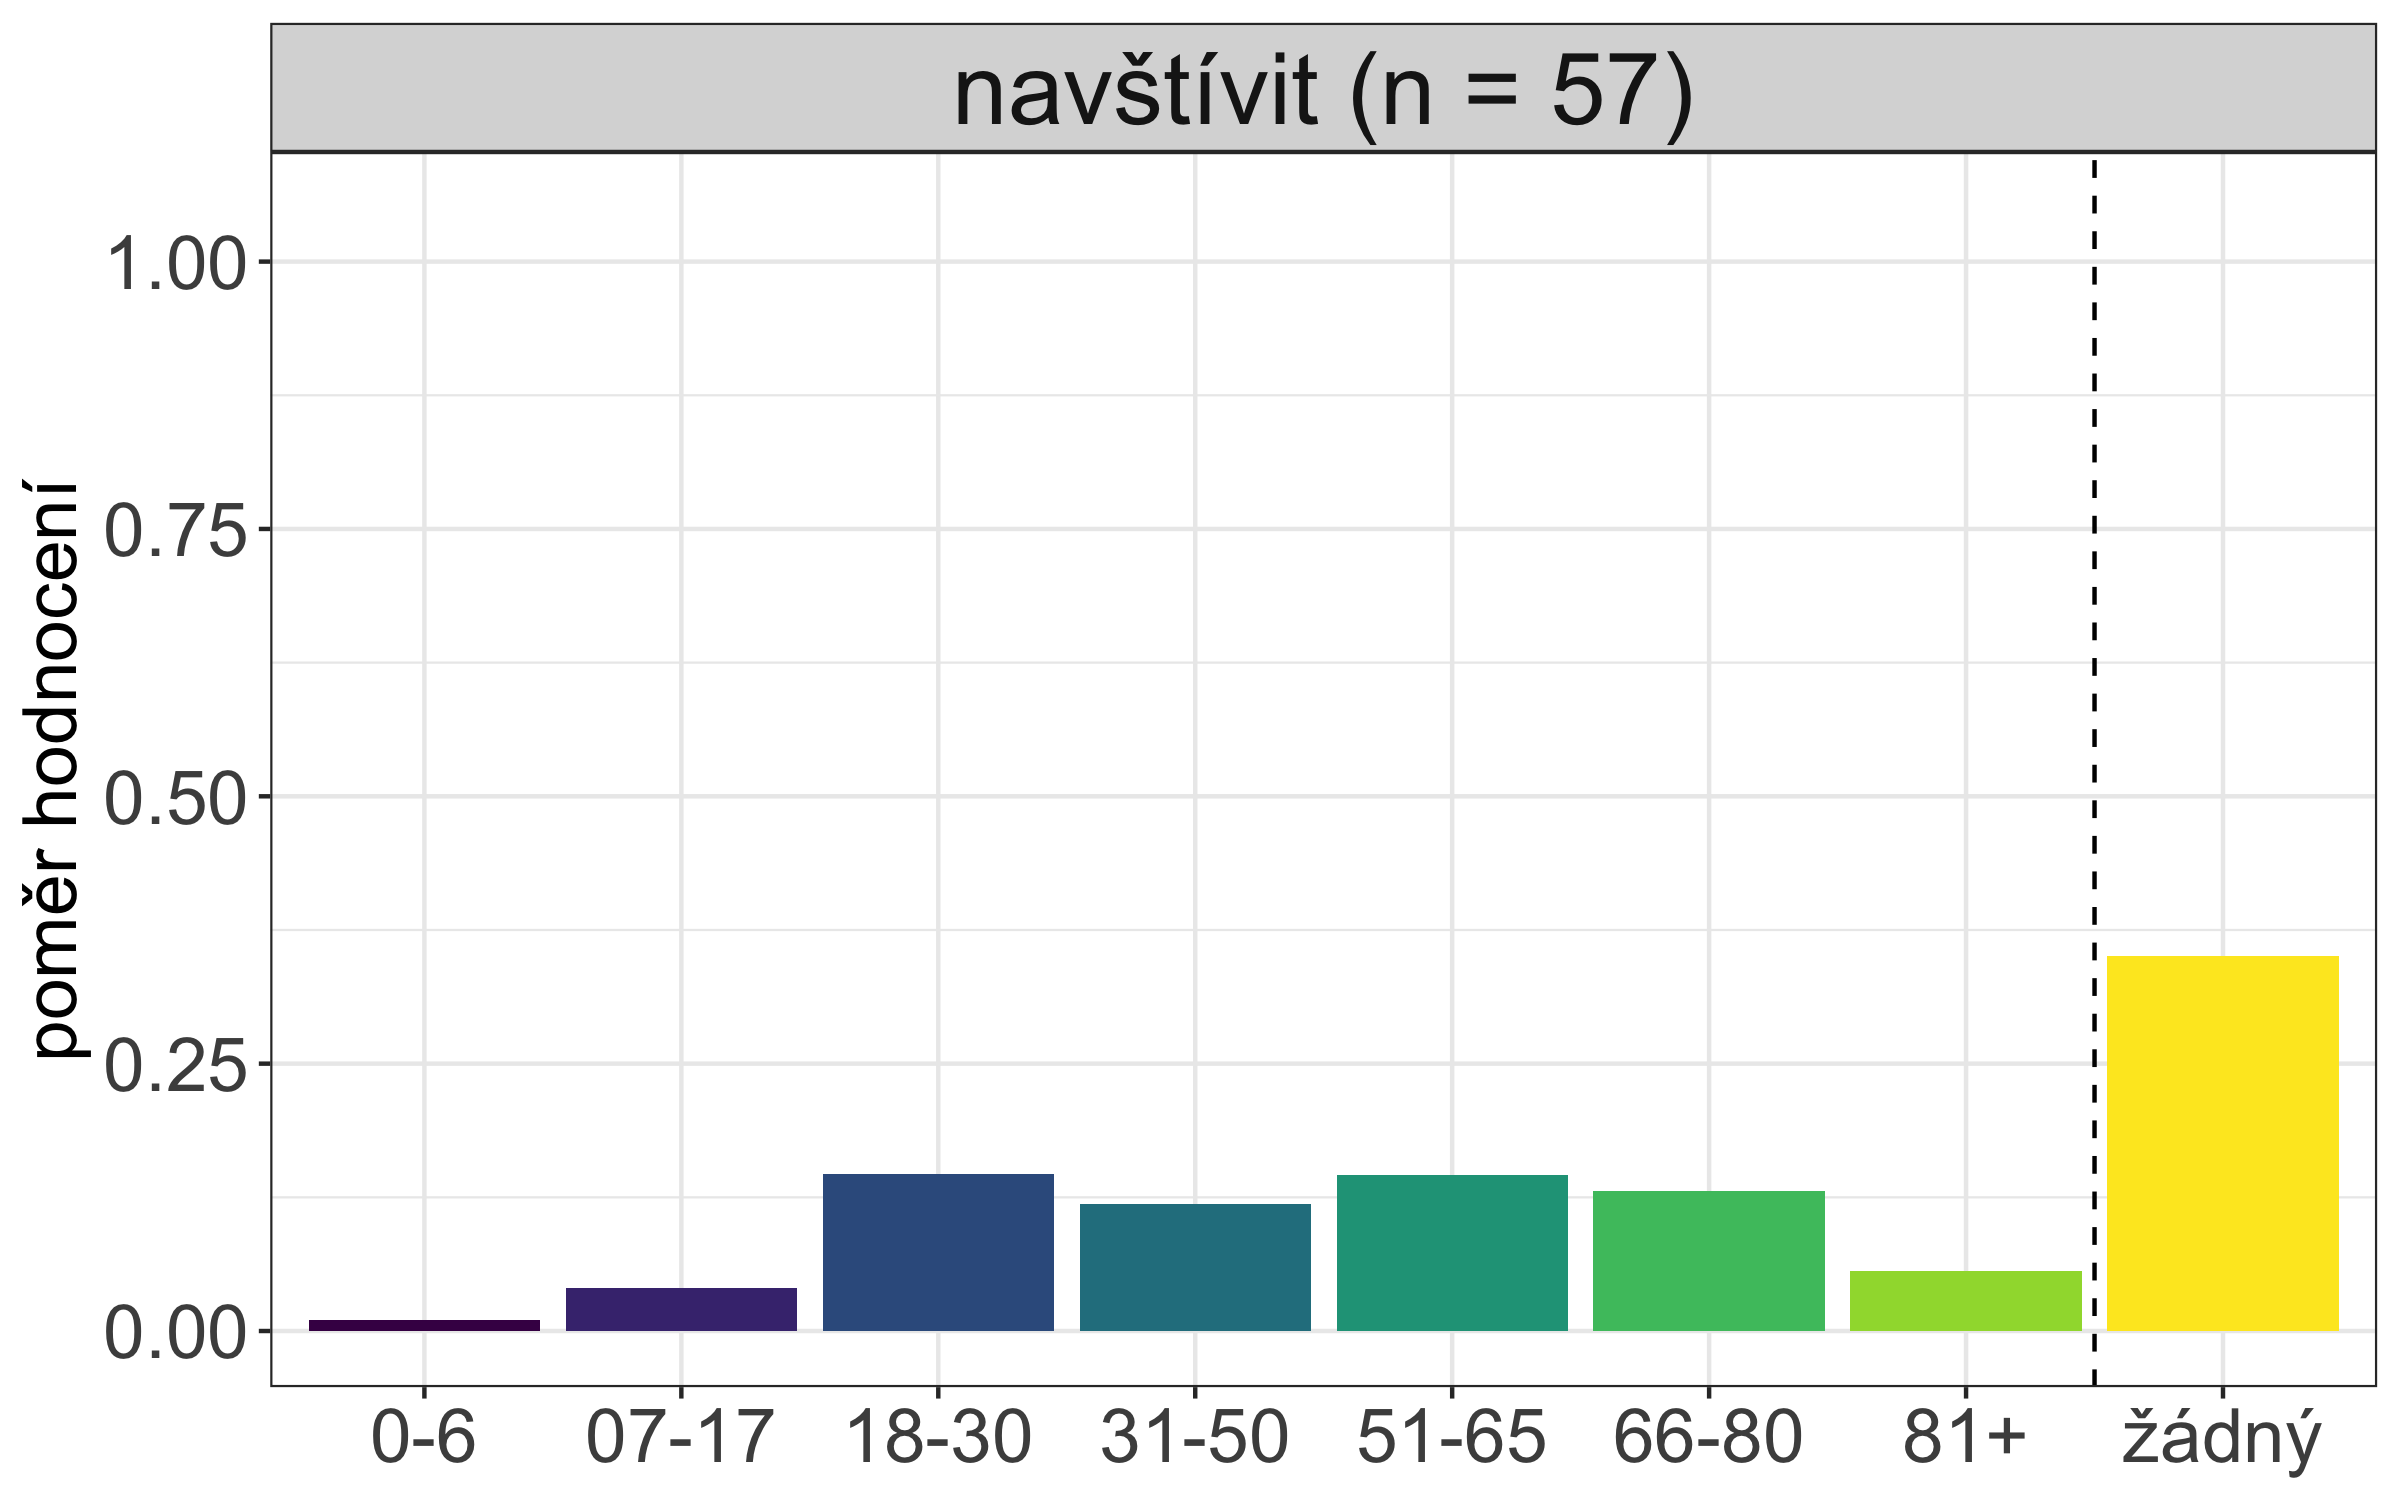 navštívit (n = 57)
poměr hodnocení
1.00
0.75
0.50
0.25
0.00
0-6 07-17 18-30 31-50 51-65 66-80 81+ žádný